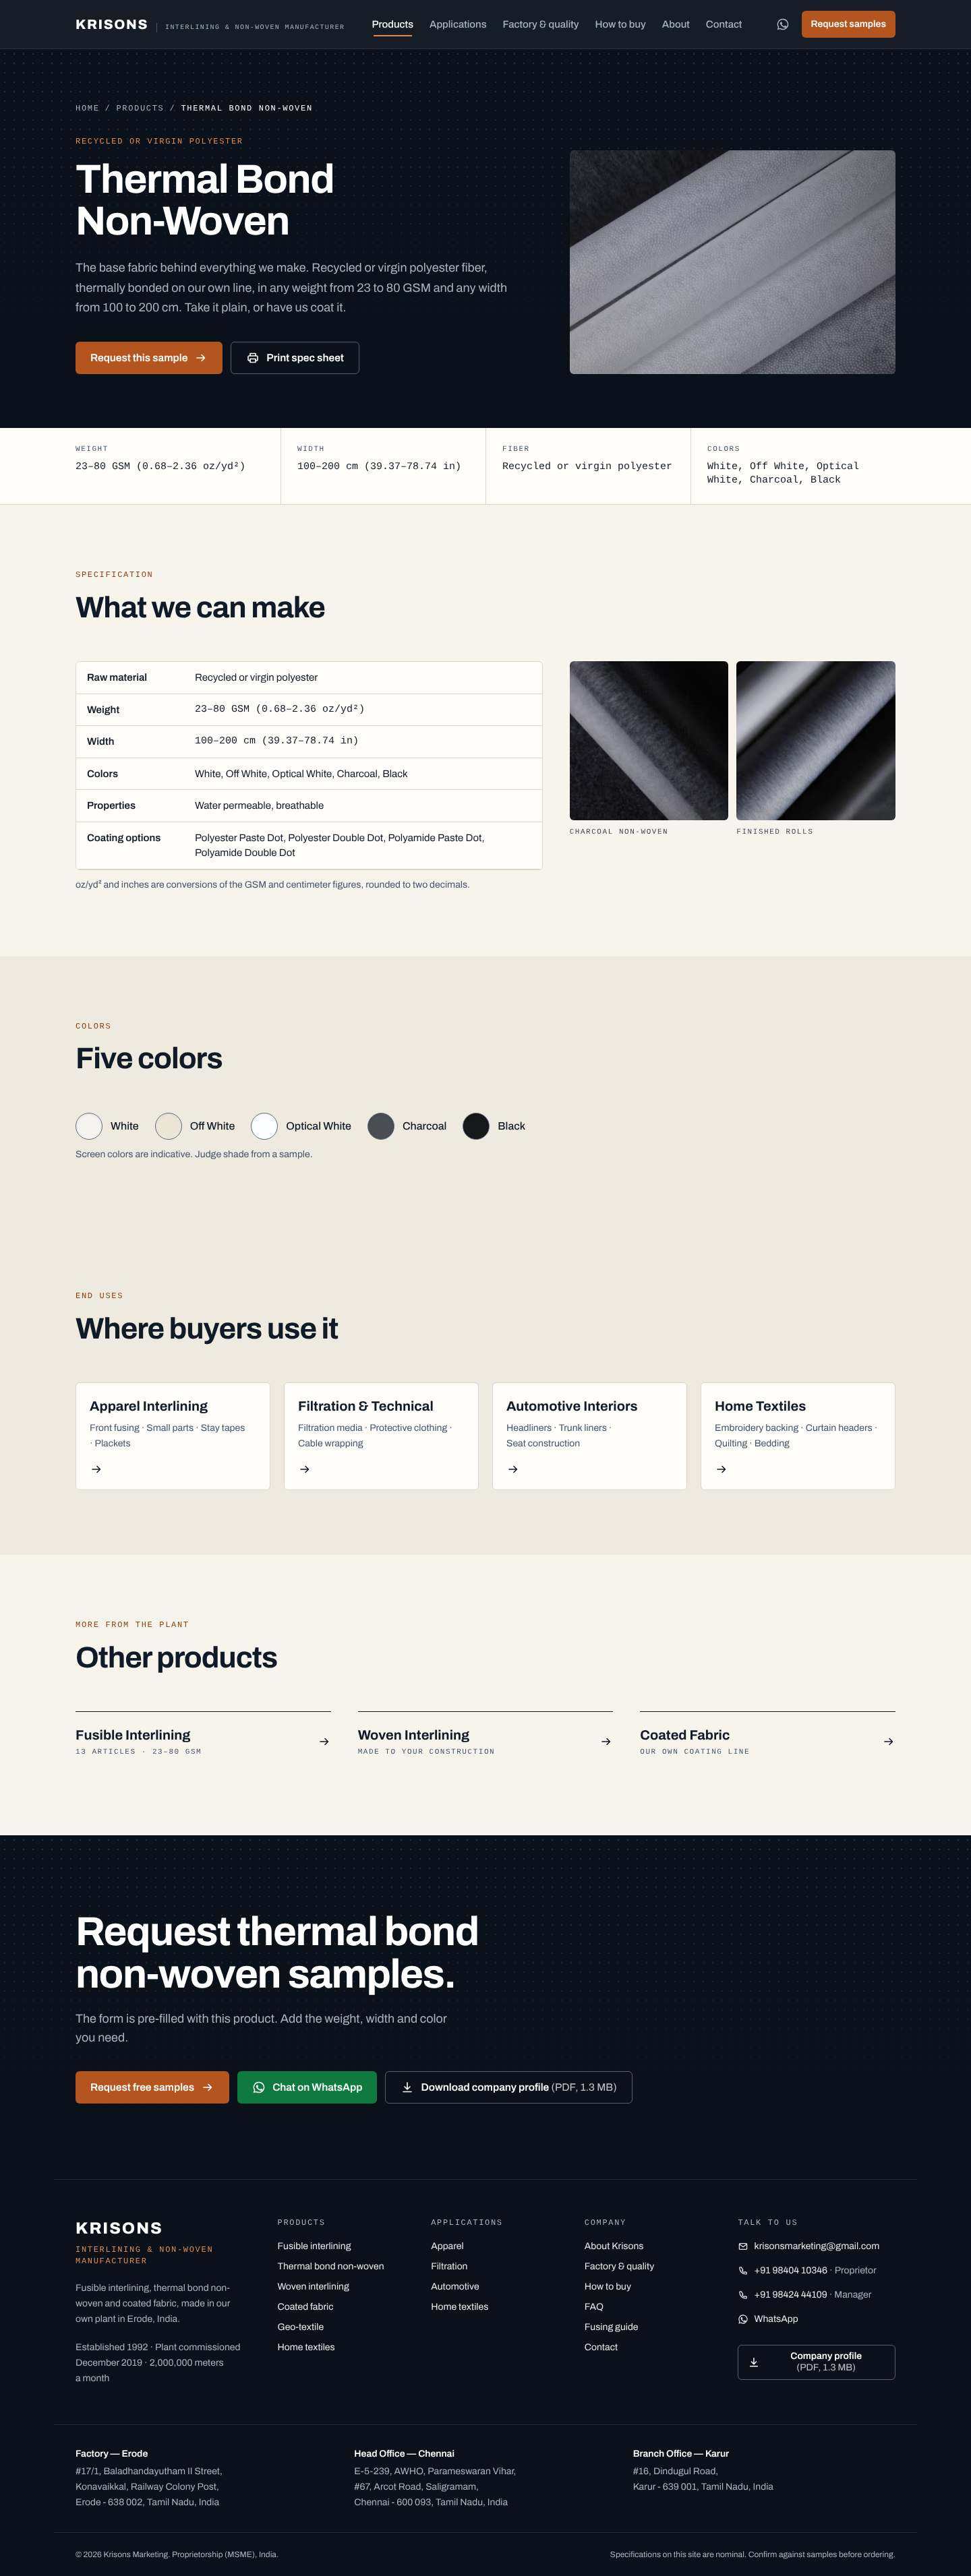 KRISONS
INTERLINING & NON-WOVEN MANUFACTURER
Products
Applications
Factory & quality
How to buy
About
Contact
Request samples
HOME / PRODUCTS / THERMAL BOND NON-WOVEN
RECYCLED OR VIRGIN POLYESTER
Thermal Bond
Non-Woven
The base fabric behind everything we make. Recycled or virgin polyester fiber,
thermally bonded on our own line, in any weight from 23 to 80 GSM and any width
from 100 to 200 cm. Take it plain, or have us coat it.
Request this sample
Print spec sheet
WEIGHT
23–80 GSM (0.68–2.36 oz/yd²)
WIDTH
100–200 cm (39.37–78.74 in)
FIBER
Recycled or virgin polyester
COLORS
White, Off White, Optical
White, Charcoal, Black
SPECIFICATION
What we can make
Raw material
Recycled or virgin polyester
Weight
23–80 GSM (0.68–2.36 oz/yd²)
Width
100–200 cm (39.37–78.74 in)
Colors
White, Off White, Optical White, Charcoal, Black
Properties
Water permeable, breathable
Coating options
Polyester Paste Dot, Polyester Double Dot, Polyamide Paste Dot,
Polyamide Double Dot
oz/yd² and inches are conversions of the GSM and centimeter figures, rounded to two decimals.
CHARCOAL NON-WOVEN
FINISHED ROLLS
COLORS
Five colors
White
Off White
Optical White
Charcoal
Black
Screen colors are indicative. Judge shade from a sample.
END USES
Where buyers use it
Apparel Interlining
Front fusing · Small parts · Stay tapes
· Plackets
Filtration & Technical
Filtration media · Protective clothing ·
Cable wrapping
Automotive Interiors
Headliners · Trunk liners ·
Seat construction
Home Textiles
Embroidery backing · Curtain headers ·
Quilting · Bedding
MORE FROM THE PLANT
Other products
Fusible Interlining
13 ARTICLES · 23–80 GSM
Woven Interlining
MADE TO YOUR CONSTRUCTION
Coated Fabric
OUR OWN COATING LINE
Request thermal bond
non-woven samples.
The form is pre-filled with this product. Add the weight, width and color
you need.
Request free samples
Chat on WhatsApp
Download company profile (PDF, 1.3 MB)
KRISONS
INTERLINING & NON-WOVEN
MANUFACTURER
Fusible interlining, thermal bond non-
woven and coated fabric, made in our
own plant in Erode, India.
Established 1992 · Plant commissioned
December 2019 · 2,000,000 meters
a month
PRODUCTS
Fusible interlining
Thermal bond non-woven
Woven interlining
Coated fabric
Geo-textile
Home textiles
APPLICATIONS
Apparel
Filtration
Automotive
Home textiles
COMPANY
About Krisons
Factory & quality
How to buy
FAQ
Fusing guide
Contact
TALK TO US
krisonsmarketing@gmail.com
+91 98404 10346 · Proprietor
+91 98424 44109 · Manager
WhatsApp
Company profile
(PDF, 1.3 MB)
Factory — Erode
#17/1, Baladhandayutham II Street,
Konavaikkal, Railway Colony Post,
Erode - 638 002, Tamil Nadu, India
Head Office — Chennai
E-5-239, AWHO, Parameswaran Vihar,
#67, Arcot Road, Saligramam,
Chennai - 600 093, Tamil Nadu, India
Branch Office — Karur
#16, Dindugul Road,
Karur - 639 001, Tamil Nadu, India
© 2026 Krisons Marketing. Proprietorship (MSME), India.
Specifications on this site are nominal. Confirm against samples before ordering.